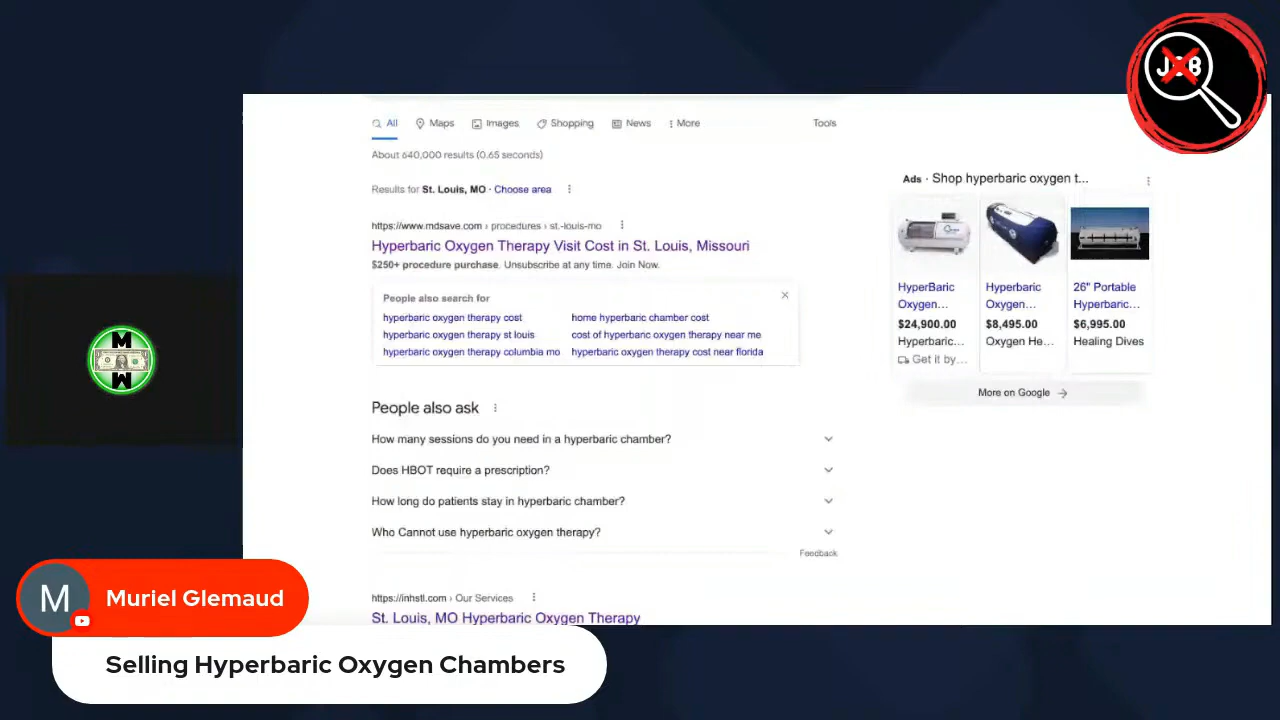 JOB
All
Maps
Images
Shopping
News
More
Tools
About 640,000 results (0.65 seconds)
Results for St. Louis, MO · Choose area
https://www.mdsave.com › procedures › st.-louis-mo
Hyperbaric Oxygen Therapy Visit Cost in St. Louis, Missouri
$250+ procedure purchase. Unsubscribe at any time. Join Now.
People also search for
hyperbaric oxygen therapy cost
home hyperbaric chamber cost
hyperbaric oxygen therapy st louis
cost of hyperbaric oxygen therapy near me
hyperbaric oxygen therapy columbia mo
hyperbaric oxygen therapy cost near florida
People also ask
How many sessions do you need in a hyperbaric chamber?
Does HBOT require a prescription?
How long do patients stay in hyperbaric chamber?
Who Cannot use hyperbaric oxygen therapy?
Feedback
https://inhstl.com › Our Services
St. Louis, MO Hyperbaric Oxygen Therapy
Ads · Shop hyperbaric oxygen t...
HyperBaric
Oxygen...
$24,900.00
Hyperbaric...
Get it by...
Hyperbaric
Oxygen...
$8,495.00
Oxygen He...
26" Portable
Hyperbaric...
$6,995.00
Healing Dives
More on Google
M
M
M
Muriel Glemaud
Selling Hyperbaric Oxygen Chambers